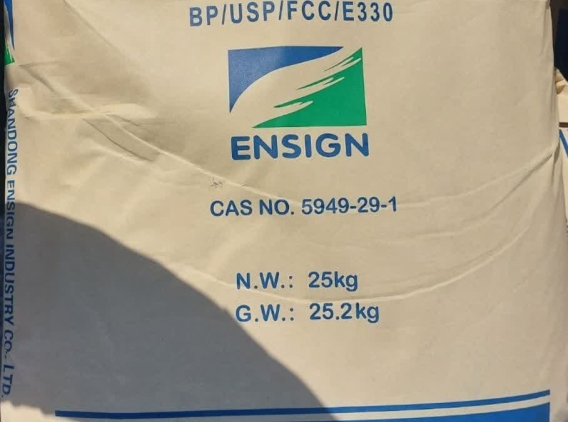 BP/USP/FCC/E330
ENSIGN
CAS NO. 5949-29-1
N.W.: 25kg
G.W.: 25.2kg
SHANDONG ENSIGN INDUSTRY CO., LTD.